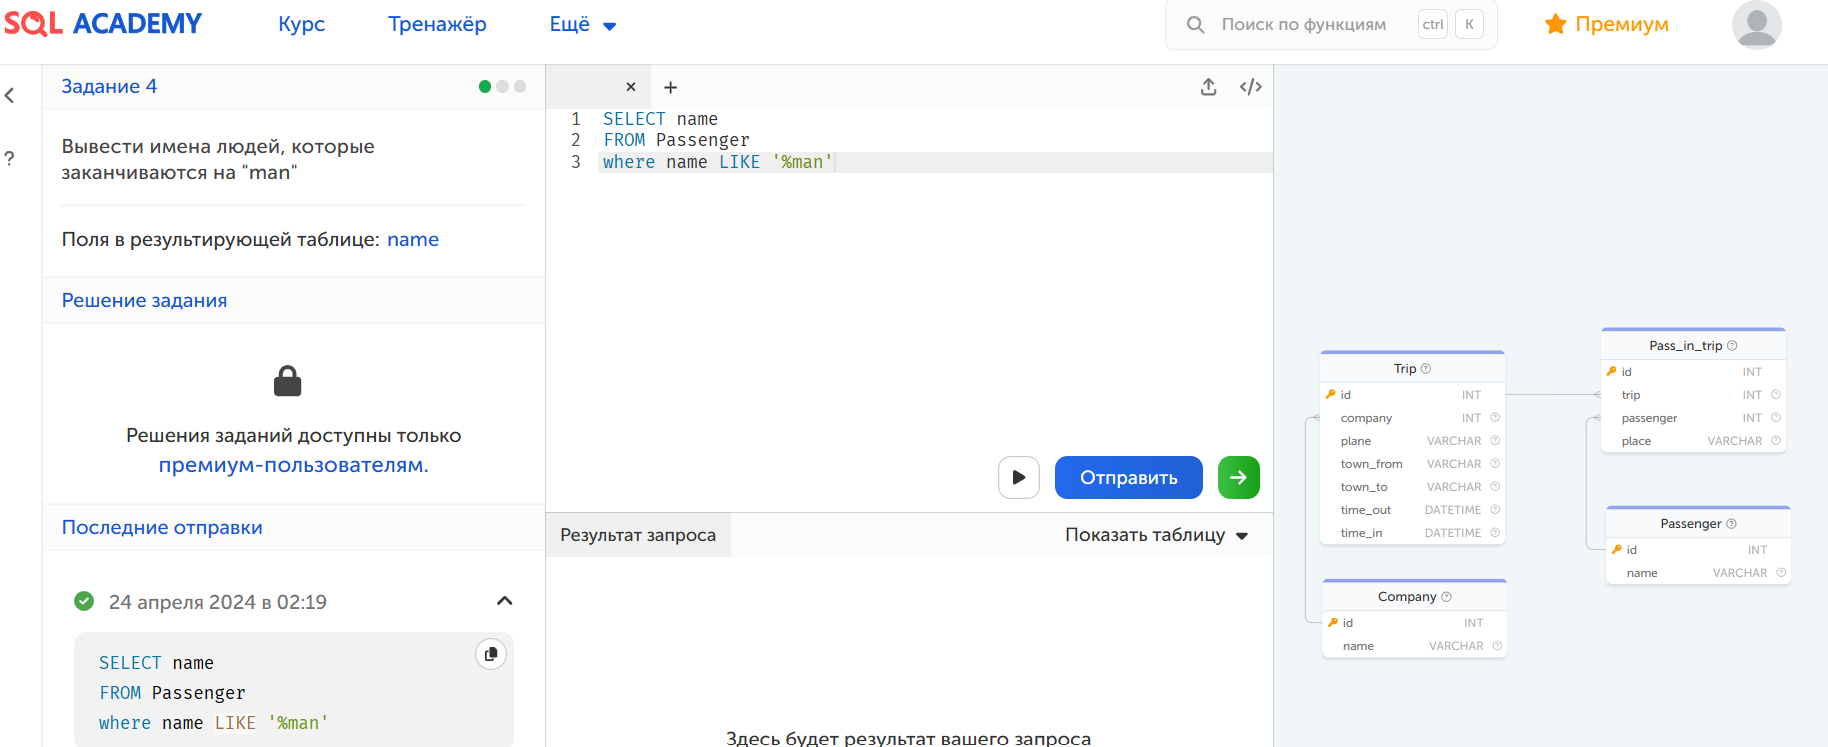 SQL ACADEMY
Курс
Тренажёр
Ещё
Поиск по функциям
ctrl
K
Премиум
Задание 4
?
Вывести имена людей, которые
заканчиваются на "man"
Поля в результирующей таблице: name
Решение задания
Решения заданий доступны только
премиум-пользователям.
Последние отправки
24 апреля 2024 в 02:19
SELECT name
FROM Passenger
where name LIKE '%man'
× +
</>
1 SELECT name
2 FROM Passenger
3 where name LIKE '%man'
Отправить
Результат запроса
Показать таблицу
Здесь будет результат вашего запроса
Trip
id INT
company INT
plane VARCHAR
town_from VARCHAR
town_to VARCHAR
time_out DATETIME
time_in DATETIME
Company
id INT
name VARCHAR
Pass_in_trip
id INT
trip INT
passenger INT
place VARCHAR
Passenger
id INT
name VARCHAR